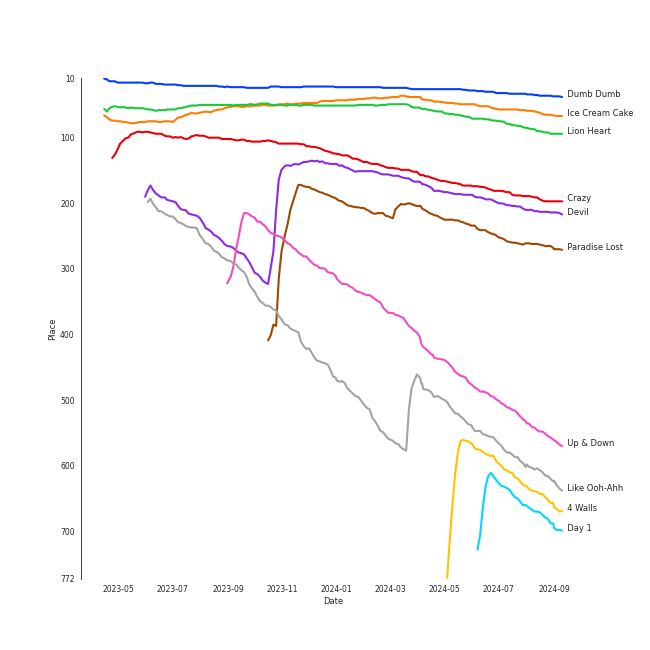 10
100
200
300
400
500
600
700
772
Place
2023-05
2023-07
2023-09
2023-11
2024-01
2024-03
2024-05
2024-07
2024-09
Date
Dumb Dumb
Ice Cream Cake
Lion Heart
Crazy
Devil
Paradise Lost
Up & Down
Like Ooh-Ahh
4 Walls
Day 1